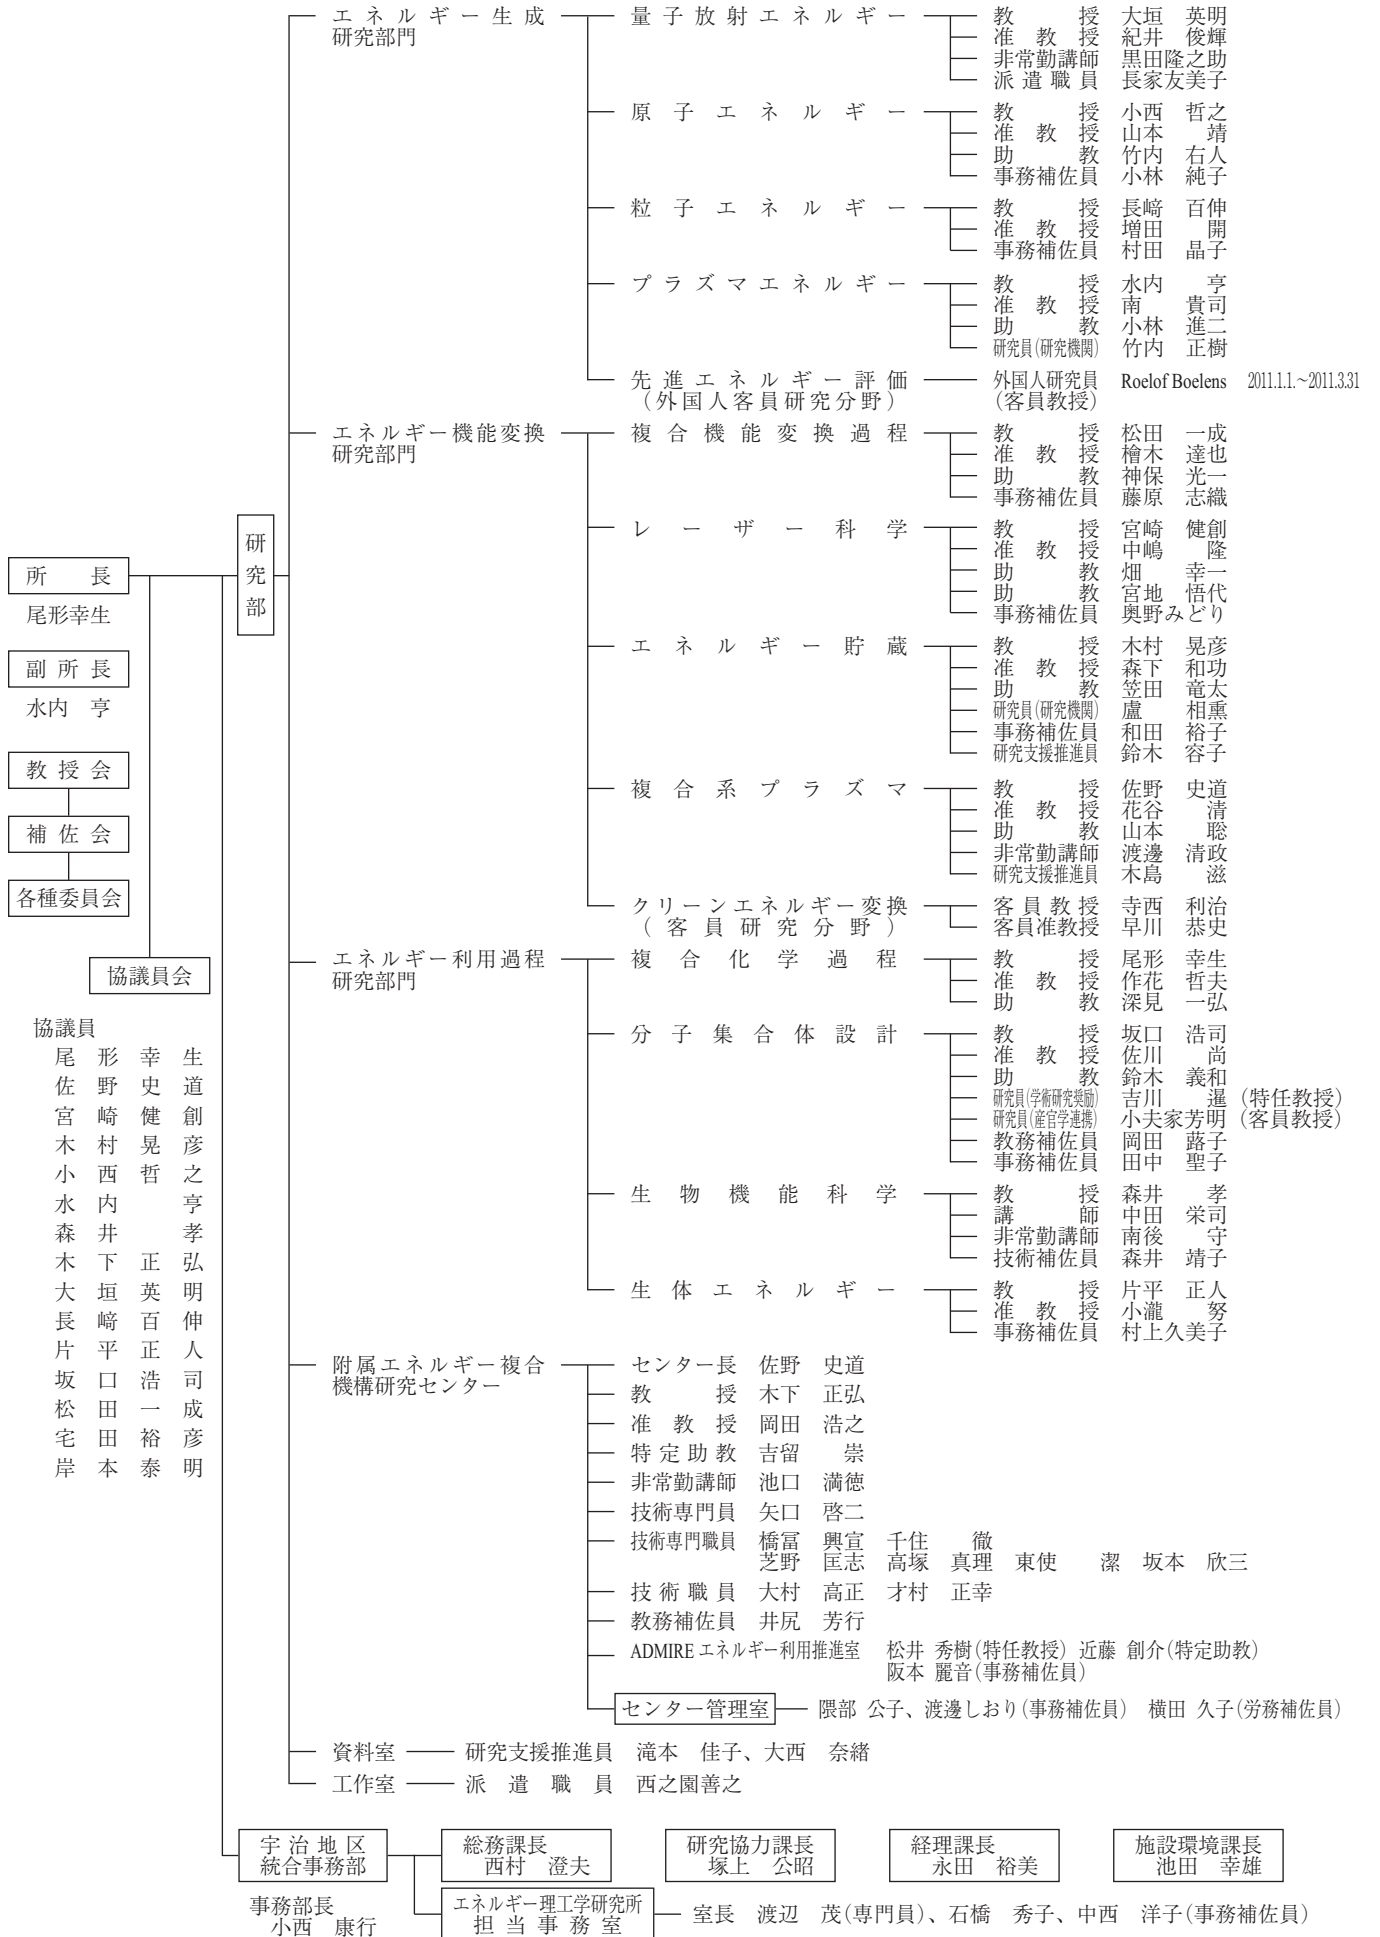 所長
尾形幸生
副所長
水内 亨
教授会
補佐会
各種委員会
協議員会
協議員
尾形幸生
佐野史道
宮崎健創
木村晃彦
小西哲之
水内 亨
森井 孝
木下正弘
大垣英明
長崎百伸
片平正人
坂口浩司
松田一成
宅田裕彦
岸本泰明
研究部
エネルギー生成
研究部門
量子放射エネルギー
教授 大垣 英明
准教授 紀井 俊輝
非常勤講師 黒田隆之助
派遣職員 長家友美子
原子エネルギー
教授 小西 哲之
准教授 山本 靖
助教 竹内 右人
事務補佐員 小林 純子
粒子エネルギー
教授 長崎 百伸
准教授 増田 開
事務補佐員 村田 晶子
プラズマエネルギー
教授 水内 亨
准教授 南 貴司
助教 小林 進二
研究員(研究機関) 竹内 正樹
先進エネルギー評価
(外国人客員研究分野)
外国人研究員 Roelof Boelens 2011.1.1.~2011.3.31
(客員教授)
エネルギー機能変換
研究部門
複合機能変換過程
教授 松田 一成
准教授 檜木 達也
助教 神保 光一
事務補佐員 藤原 志織
レーザー科学
教授 宮崎 健創
准教授 中嶋 隆
助教 畑 幸一
助教 宮地 悟代
事務補佐員 奥野みどり
エネルギー貯蔵
教授 木村 晃彦
准教授 森下 和功
助教 笠田 竜太
研究員(研究機関) 盧 相熏
事務補佐員 和田 裕子
研究支援推進員 鈴木 容子
複合系プラズマ
教授 佐野 史道
准教授 花谷 清
助教 山本 聡
非常勤講師 渡邊 清政
研究支援推進員 木島 滋
クリーンエネルギー変換
(客員研究分野)
客員教授 寺西 利治
客員准教授 早川 恭史
エネルギー利用過程
研究部門
複合化学過程
教授 尾形 幸生
准教授 作花 哲夫
助教 深見 一弘
分子集合体設計
教授 坂口 浩司
准教授 佐川 尚
助教 鈴木 義和
研究員(学術研究奨励) 吉川 暹 (特任教授)
研究員(産官学連携) 小夫家芳明 (客員教授)
教務補佐員 岡田 蕗子
事務補佐員 田中 聖子
生物機能科学
教授 森井 孝
講師 中田 栄司
非常勤講師 南後 守
技術補佐員 森井 靖子
生体エネルギー
教授 片平 正人
准教授 小瀧 努
事務補佐員 村上久美子
附属エネルギー複合
機構研究センター
センター長 佐野 史道
教授 木下 正弘
准教授 岡田 浩之
特定助教 吉留 崇
非常勤講師 池口 満徳
技術専門員 矢口 啓二
技術専門職員 橋冨 興宣 千住 徹
芝野 匡志 高塚 真理 東使 潔 坂本 欣三
技術職員 大村 高正 才村 正幸
教務補佐員 井尻 芳行
ADMIRE エネルギー利用推進室 松井 秀樹(特任教授) 近藤 創介(特定助教)
阪本 麗音(事務補佐員)
センター管理室 隈部 公子、渡邊しおり(事務補佐員) 横田 久子(労務補佐員)
資料室 研究支援推進員 滝本 佳子、大西 奈緒
工作室 派遣職員 西之園善之
宇治地区
統合事務部
事務部長
小西 康行
総務課長
西村 澄夫
研究協力課長
塚上 公昭
経理課長
永田 裕美
施設環境課長
池田 幸雄
エネルギー理工学研究所
担当事務室
室長 渡辺 茂(専門員)、石橋 秀子、中西 洋子(事務補佐員)